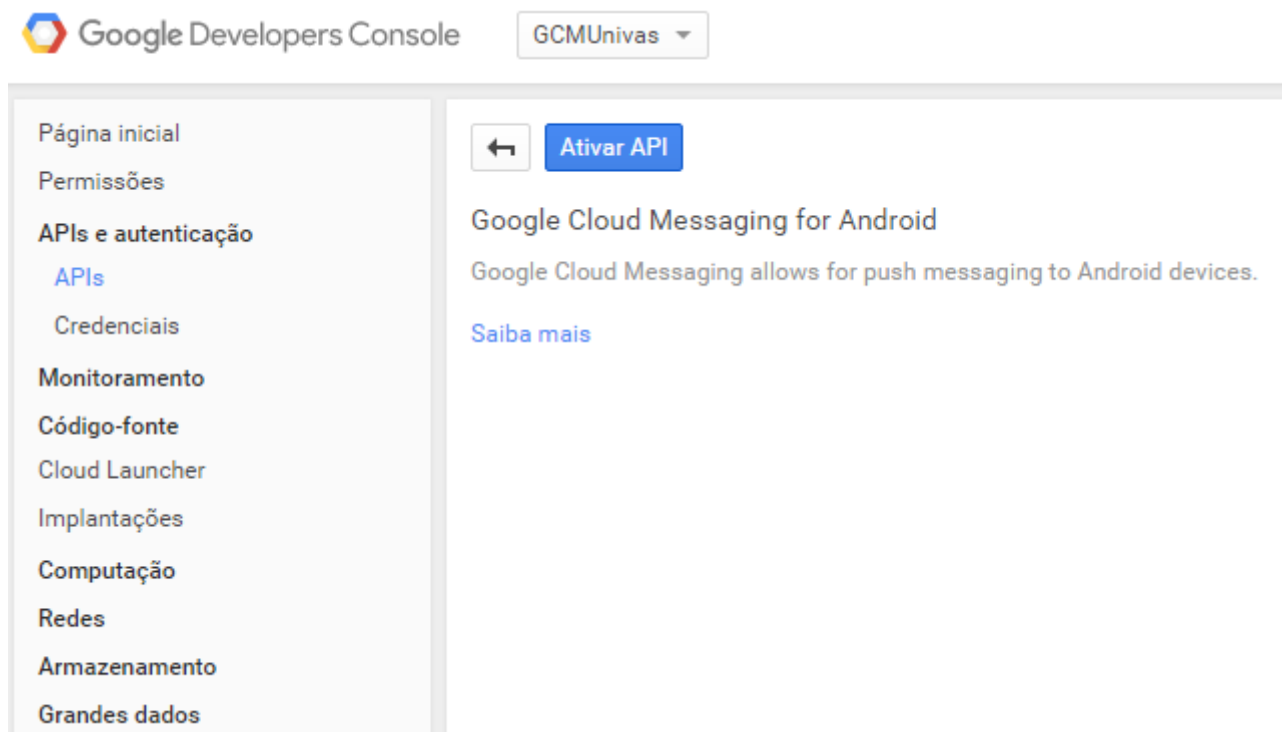 Google Developers Console
GCMUnivas
Página inicial
Permissões
APIs e autenticação
APIs
Credenciais
Monitoramento
Código-fonte
Cloud Launcher
Implantações
Computação
Redes
Armazenamento
Grandes dados
Ativar API
Google Cloud Messaging for Android
Google Cloud Messaging allows for push messaging to Android devices.
Saiba mais